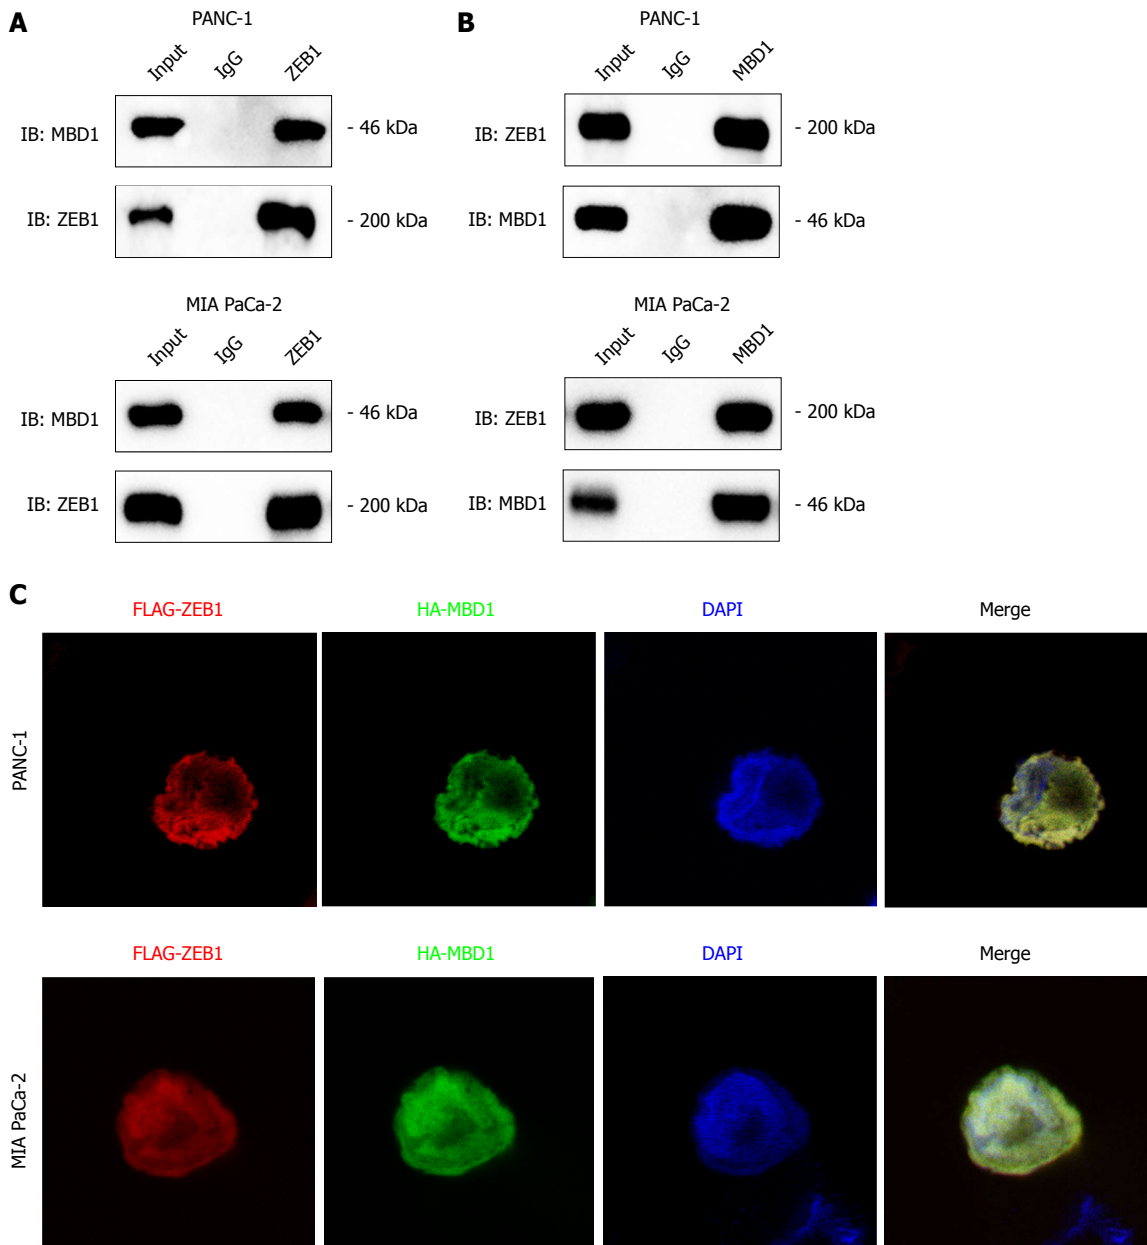 A
PANC-1
Input IgG ZEB1
IB: MBD1 - 46 kDa
IB: ZEB1 - 200 kDa
MIA PaCa-2
Input IgG ZEB1
IB: MBD1 - 46 kDa
IB: ZEB1 - 200 kDa
B
PANC-1
Input IgG MBD1
IB: ZEB1 - 200 kDa
IB: MBD1 - 46 kDa
MIA PaCa-2
Input IgG MBD1
IB: ZEB1 - 200 kDa
IB: MBD1 - 46 kDa
C
FLAG-ZEB1 HA-MBD1 DAPI Merge
PANC-1
FLAG-ZEB1 HA-MBD1 DAPI Merge
MIA PaCa-2